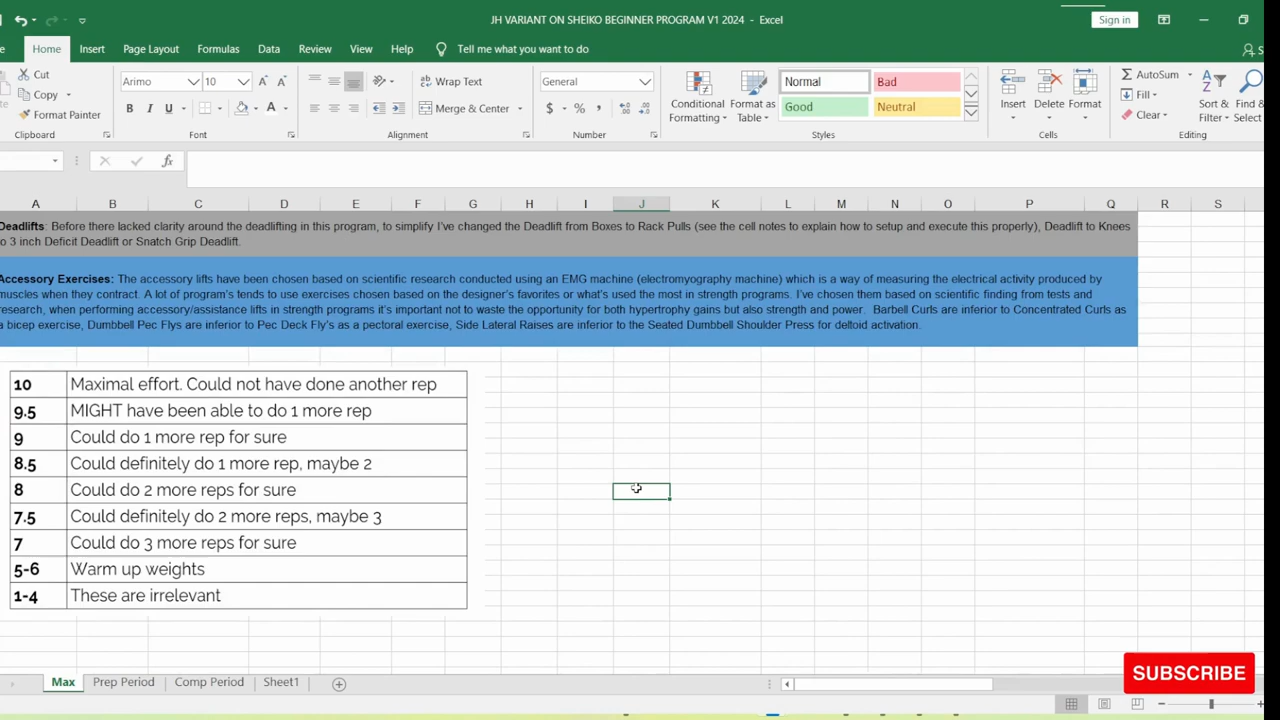 JH VARIANT ON SHEIKO BEGINNER PROGRAM V1 2024 - Excel
Sign in
Home Insert Page Layout Formulas Data Review View Help Tell me what you want to do
Cut
Copy
Format Painter
Clipboard
Arimo 10
B I U
Font
Wrap Text
Merge & Center
Alignment
General
$ % ,
Number
Conditional Formatting
Format as Table
Normal Bad
Good Neutral
Styles
Insert Delete Format
Cells
AutoSum
Fill
Clear
Sort & Filter
Find & Select
Editing
fx
A B C D E F G H I J K L M N O P Q R S
Deadlifts: Before there lacked clarity around the deadlifting in this program, to simplify I've changed the Deadlift from Boxes to Rack Pulls (see the cell notes to explain how to setup and execute this properly), Deadlift to Knees
to 3 inch Deficit Deadlift or Snatch Grip Deadlift.
Accessory Exercises: The accessory lifts have been chosen based on scientific research conducted using an EMG machine (electromyography machine) which is a way of measuring the electrical activity produced by
muscles when they contract. A lot of program's tends to use exercises chosen based on the designer's favorites or what's used the most in strength programs. I've chosen them based on scientific finding from tests and
research, when performing accessory/assistance lifts in strength programs it's important not to waste the opportunity for both hypertrophy gains but also strength and power. Barbell Curls are inferior to Concentrated Curls as
a bicep exercise, Dumbbell Pec Flys are inferior to Pec Deck Fly's as a pectoral exercise, Side Lateral Raises are inferior to the Seated Dumbbell Shoulder Press for deltoid activation.
10 Maximal effort. Could not have done another rep
9.5 MIGHT have been able to do 1 more rep
9 Could do 1 more rep for sure
8.5 Could definitely do 1 more rep, maybe 2
8 Could do 2 more reps for sure
7.5 Could definitely do 2 more reps, maybe 3
7 Could do 3 more reps for sure
5-6 Warm up weights
1-4 These are irrelevant
SUBSCRIBE
Max Prep Period Comp Period Sheet1